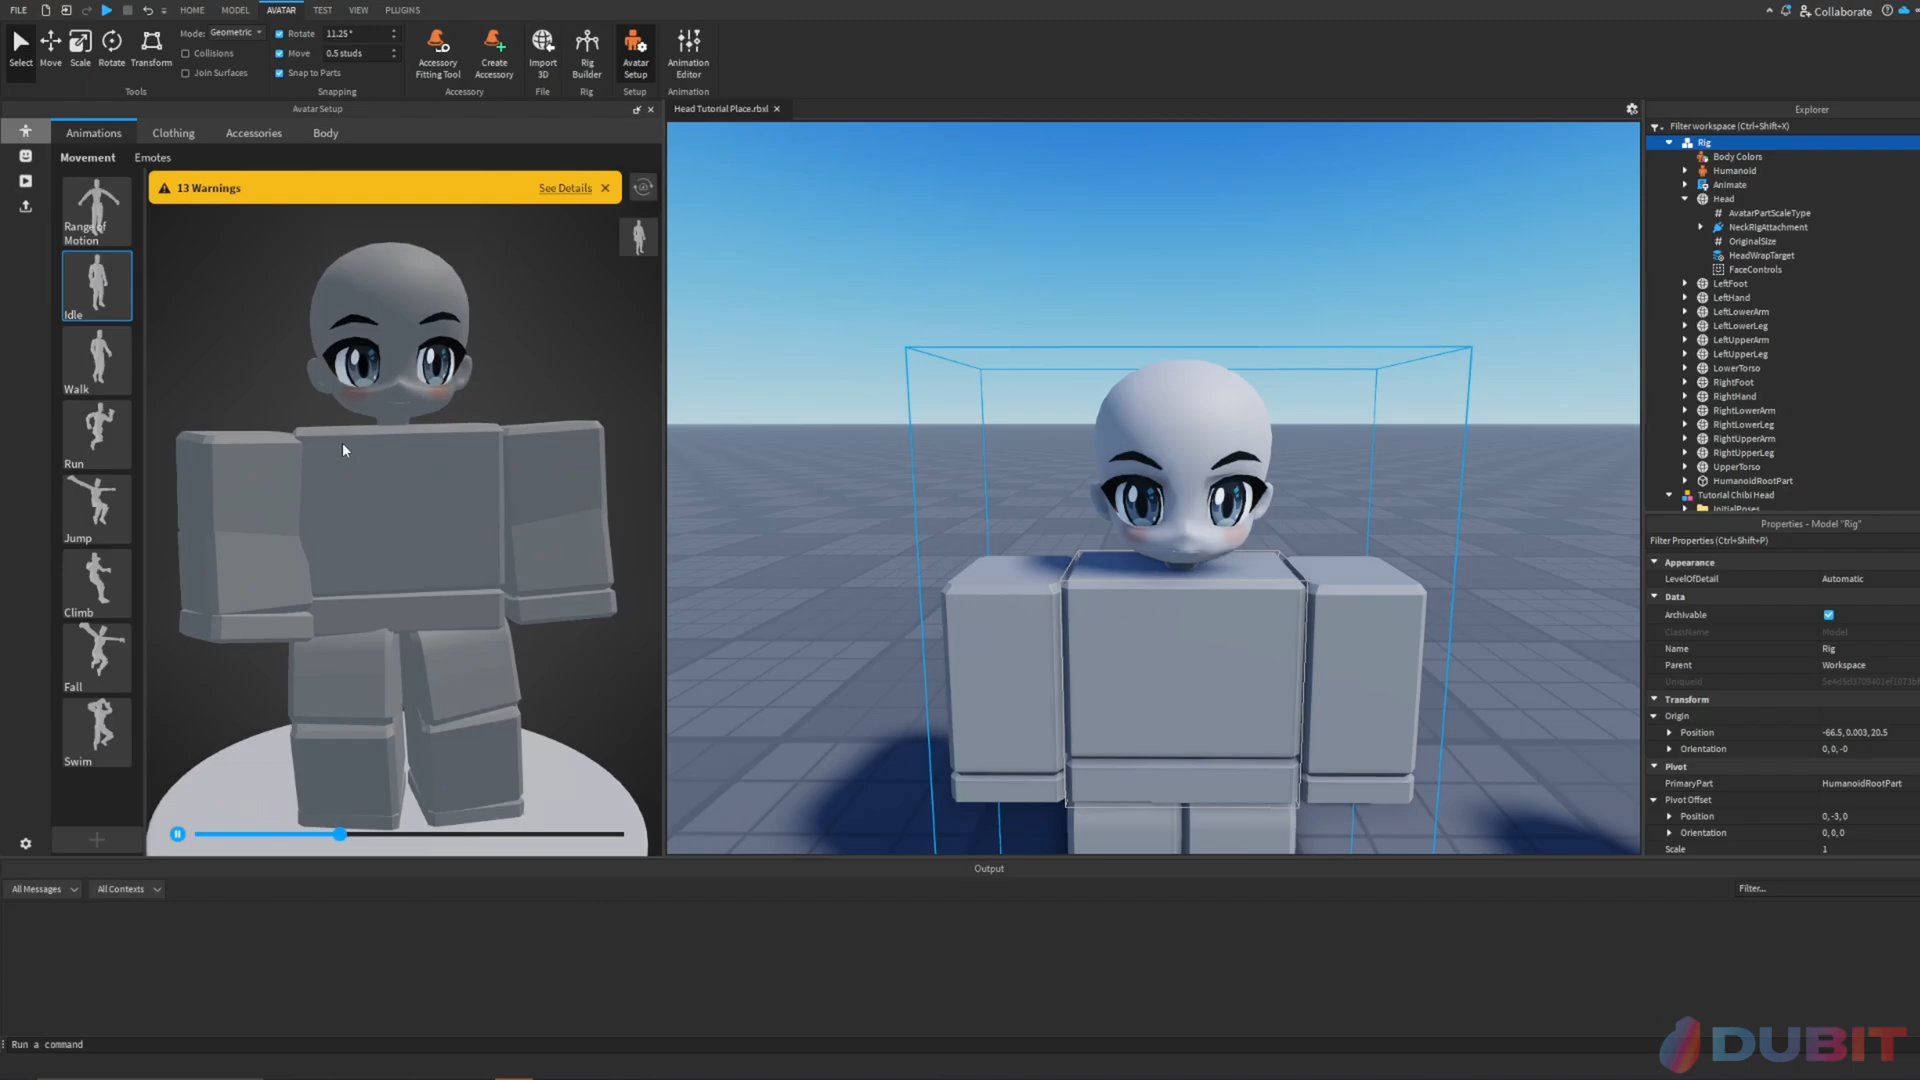 FILE
HOME
MODEL
AVATAR
TEST
VIEW
PLUGINS
Collaborate
Select
Move
Scale
Rotate
Transform
Mode: Geometric
Collisions
Join Surfaces
Tools
Rotate 11.25°
Move 0.5 studs
Snap to Parts
Snapping
Accessory
Fitting Tool
Create
Accessory
Accessory
Import
3D
File
Rig
Builder
Rig
Avatar
Setup
Setup
Animation
Editor
Animation
Avatar Setup
Animations
Clothing
Accessories
Body
Movement
Emotes
13 Warnings
See Details
Range of
Motion
Idle
Walk
Run
Jump
Climb
Fall
Swim
Head Tutorial Place.rbxl
Explorer
Filter workspace (Ctrl+Shift+X)
Rig
Body Colors
Humanoid
Animate
Head
AvatarPartScaleType
NeckRigAttachment
OriginalSize
HeadWrapTarget
FaceControls
LeftFoot
LeftHand
LeftLowerArm
LeftLowerLeg
LeftUpperArm
LeftUpperLeg
LowerTorso
RightFoot
RightHand
RightLowerArm
RightLowerLeg
RightUpperArm
RightUpperLeg
UpperTorso
HumanoidRootPart
Tutorial Chibi Head
InitialPoses
Properties - Model "Rig"
Filter Properties (Ctrl+Shift+P)
Appearance
LevelOfDetail Automatic
Data
Archivable
ClassName Model
Name Rig
Parent Workspace
UniqueId
Transform
Origin
Position -66.5, 0.003, 20.5
Orientation 0, 0, -0
Pivot
PrimaryPart HumanoidRootPart
Pivot Offset
Position 0, -3, 0
Orientation 0, 0, 0
Scale 1
Output
All Messages
All Contexts
Filter...
Run a command
DUBIT